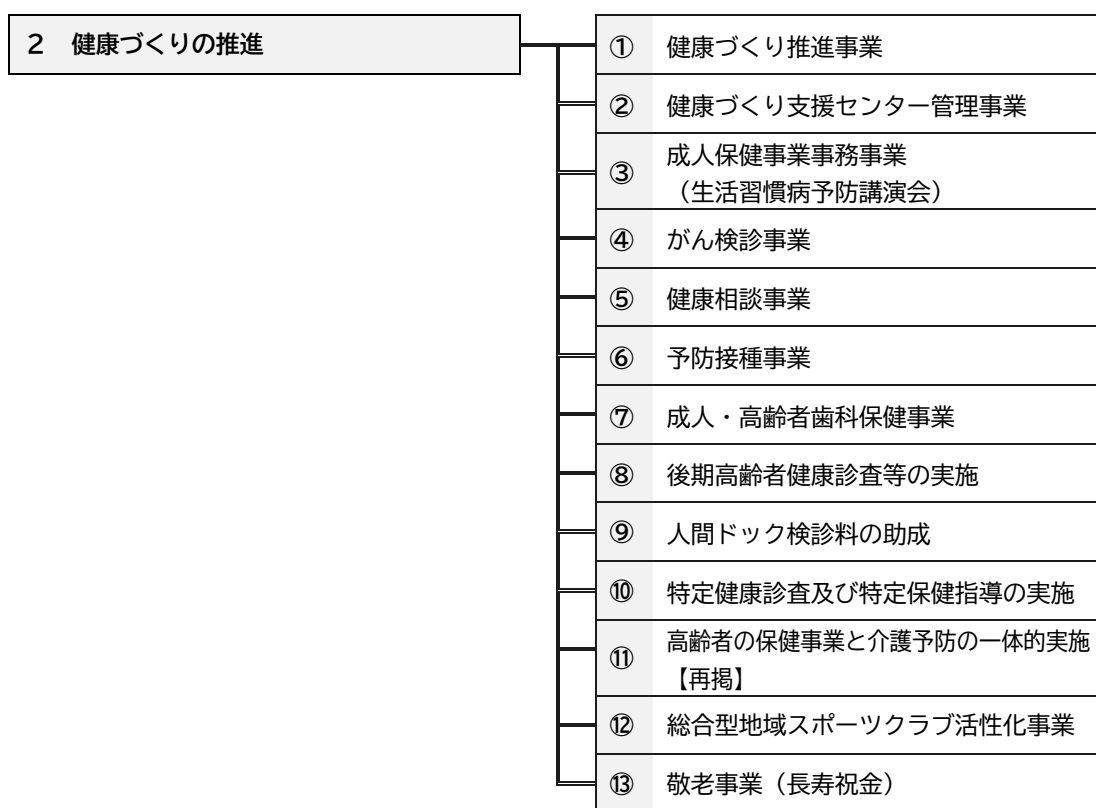 2 健康づくりの推進
① 健康づくり推進事業
② 健康づくり支援センター管理事業
③ 成人保健事業事務事業
（生活習慣病予防講演会）
④ がん検診事業
⑤ 健康相談事業
⑥ 予防接種事業
⑦ 成人・高齢者歯科保健事業
⑧ 後期高齢者健康診査等の実施
⑨ 人間ドック検診料の助成
⑩ 特定健康診査及び特定保健指導の実施
⑪ 高齢者の保健事業と介護予防の一体的実施
【再掲】
⑫ 総合型地域スポーツクラブ活性化事業
⑬ 敬老事業（長寿祝金）